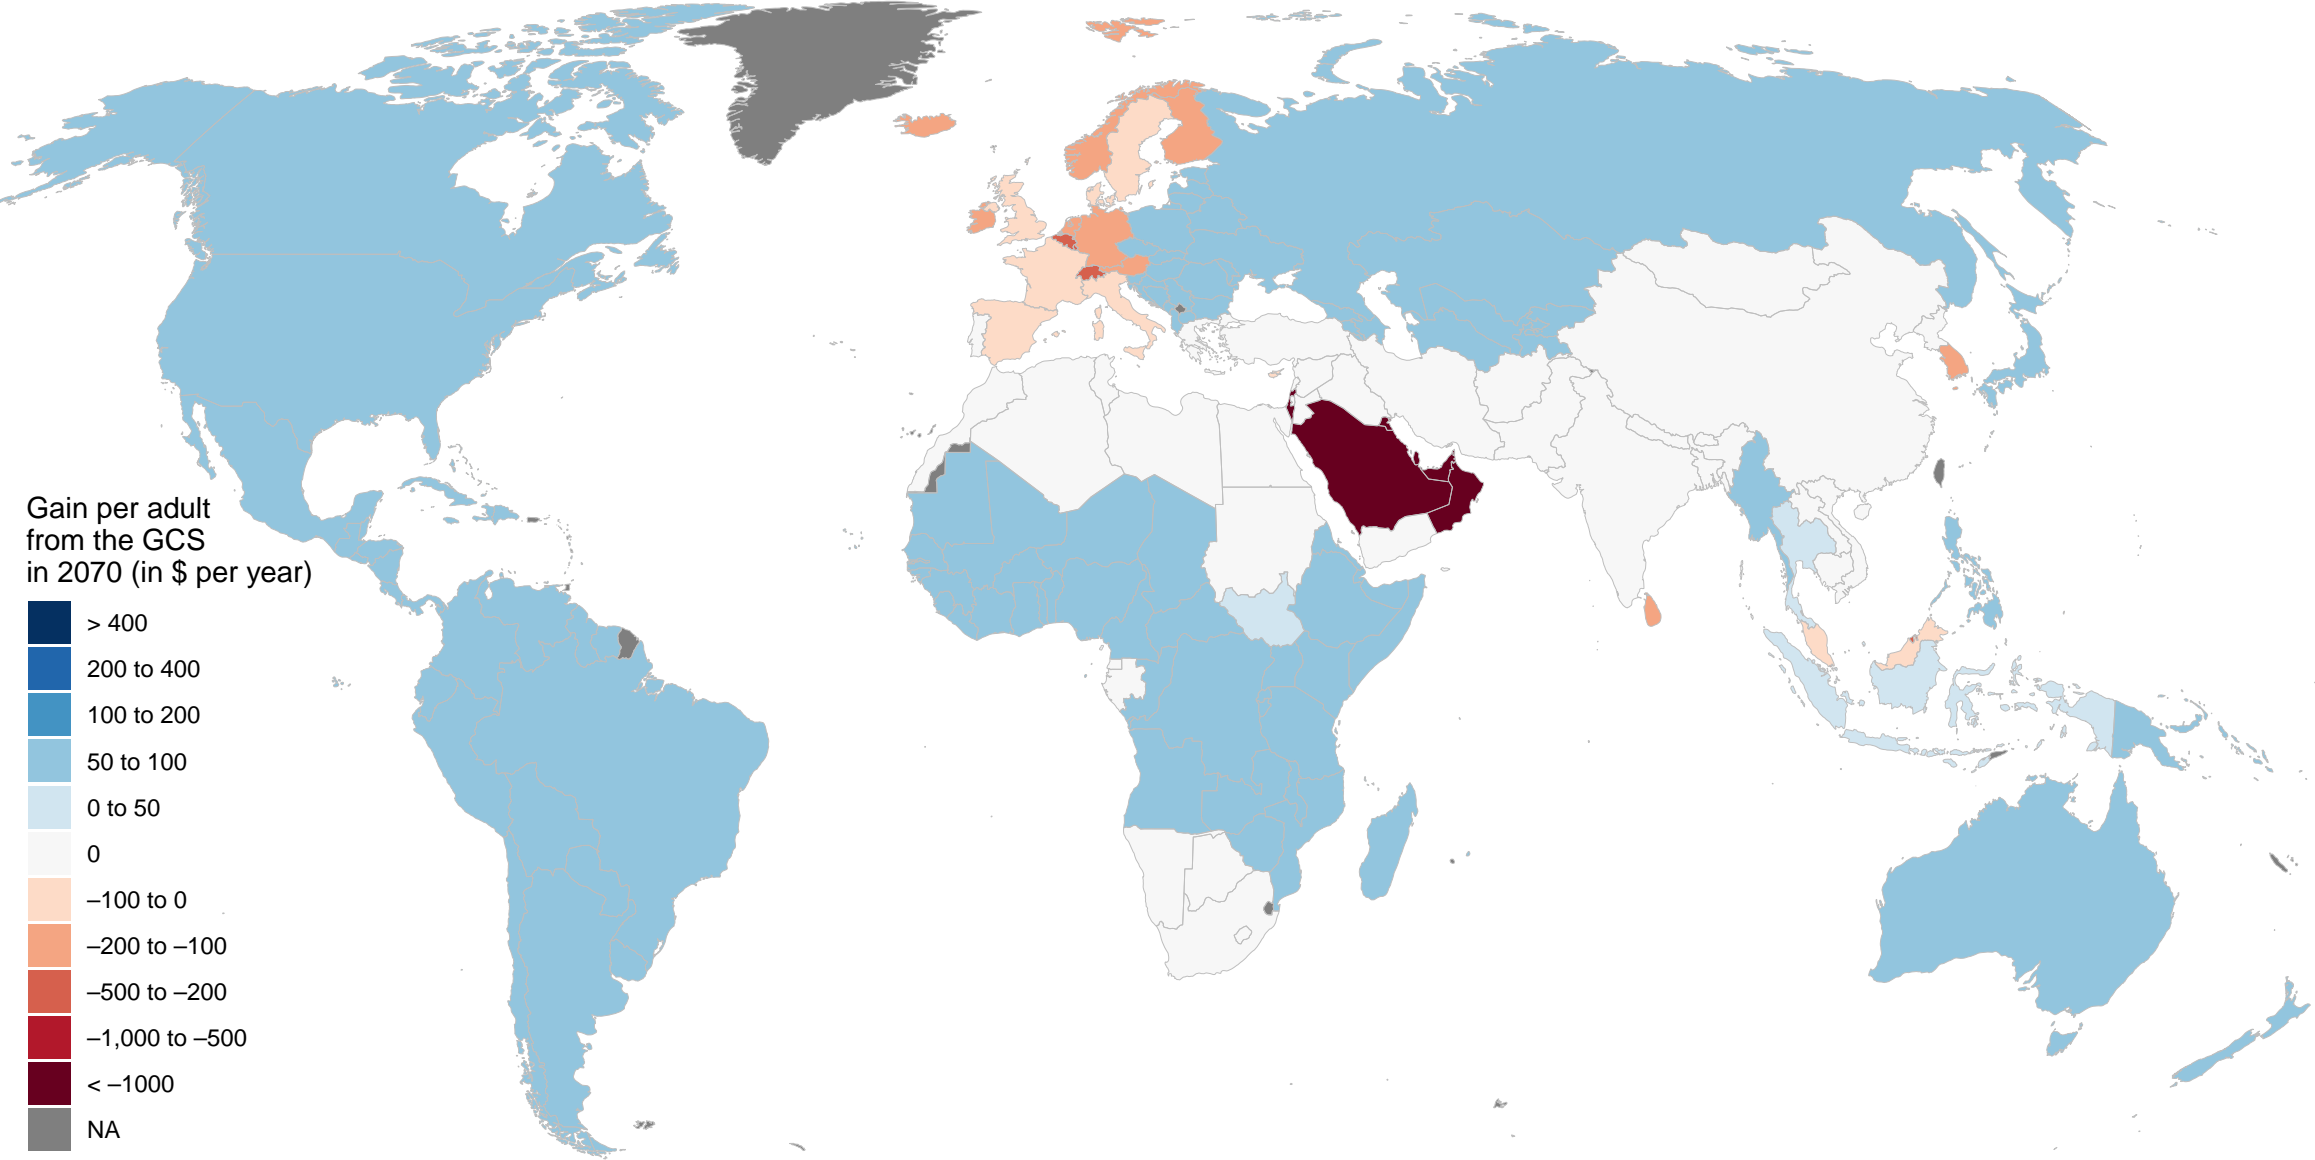 Gain per adult
from the GCS
in 2070 (in $ per year)
> 400
200 to 400
100 to 200
50 to 100
0 to 50
0
–100 to 0
–200 to –100
–500 to –200
–1,000 to –500
< –1000
NA